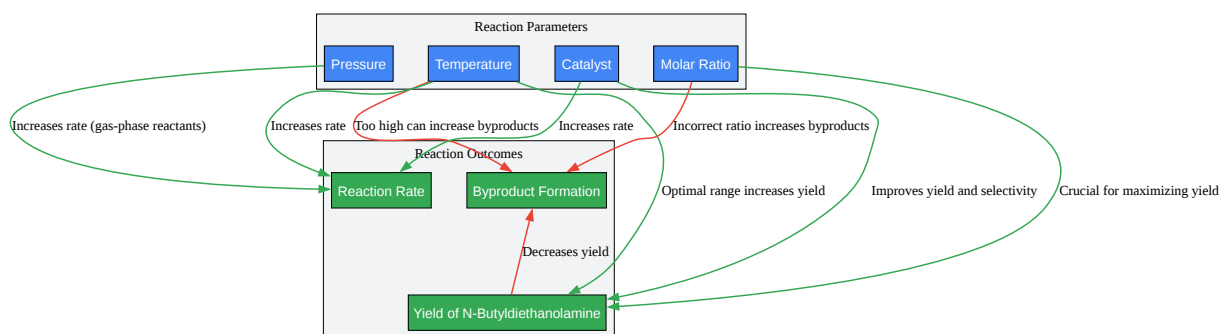 Reaction Parameters
Pressure
Temperature
Catalyst
Molar Ratio
Increases rate (gas-phase reactants)
Increases rate
Too high can increase byproducts
Increases rate
Incorrect ratio increases byproducts
Reaction Outcomes
Reaction Rate
Byproduct Formation
Optimal range increases yield
Improves yield and selectivity
Crucial for maximizing yield
Decreases yield
Yield of N-Butyldiethanolamine